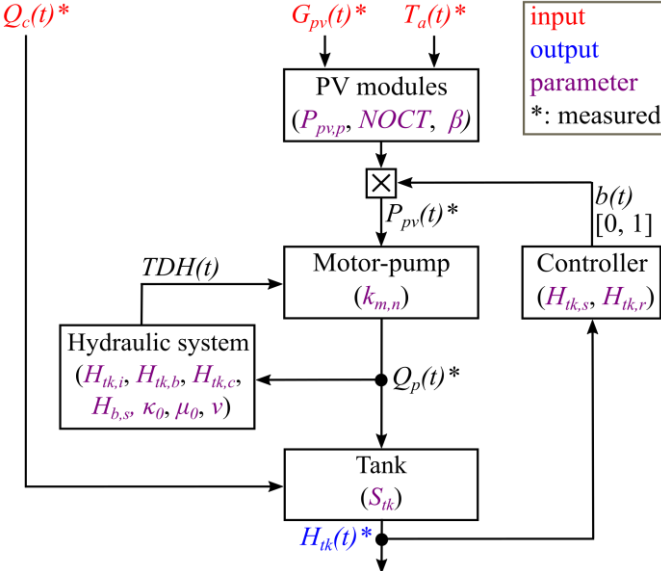 Q_c(t)*
G_pv(t)*
T_a(t)*
input
output
parameter
*: measured
PV modules
(P_pv,p, NOCT, β)
P_pv(t)*
b(t)
[0, 1]
TDH(t)
Motor-pump
(k_m,n)
Controller
(H_tk,s, H_tk,r)
Hydraulic system
(H_tk,i, H_tk,b, H_tk,c,
H_b,s, κ_0, μ_0, ν)
Q_p(t)*
Tank
(S_tk)
H_tk(t)*